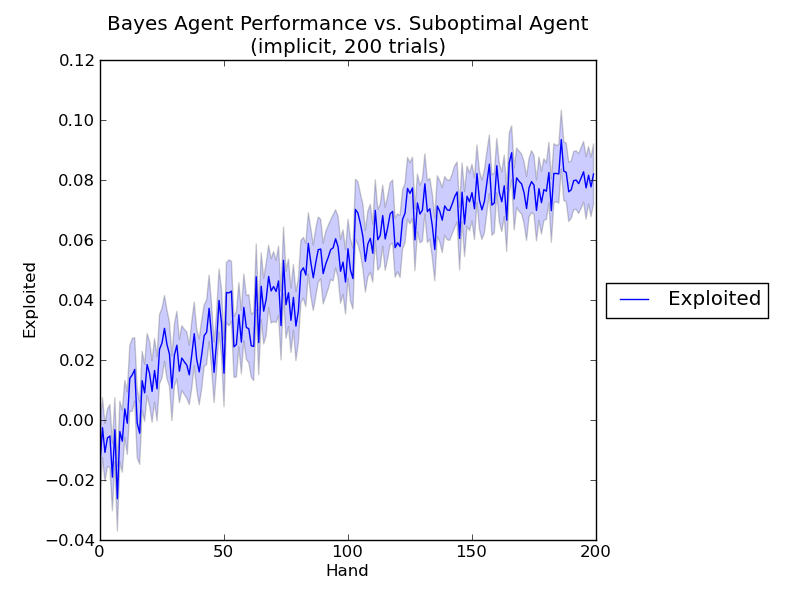 Bayes Agent Performance vs. Suboptimal Agent
(implicit, 200 trials)
0.12
0.10
0.08
0.06
0.04
0.02
0.00
−0.02
−0.04
Exploited
0
50
100
150
200
Hand
Exploited